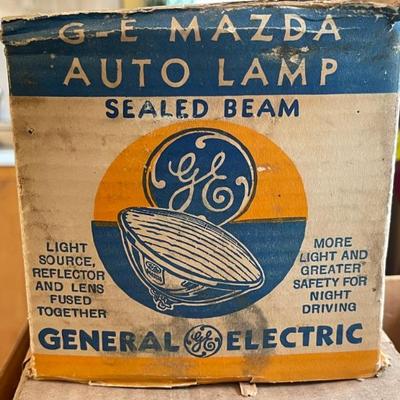 G-E MAZDA
AUTO LAMP
SEALED BEAM
GE
LIGHT
SOURCE,
REFLECTOR
AND LENS
FUSED
TOGETHER
MORE
LIGHT AND
GREATER
SAFETY FOR
NIGHT
DRIVING
GENERAL GE ELECTRIC